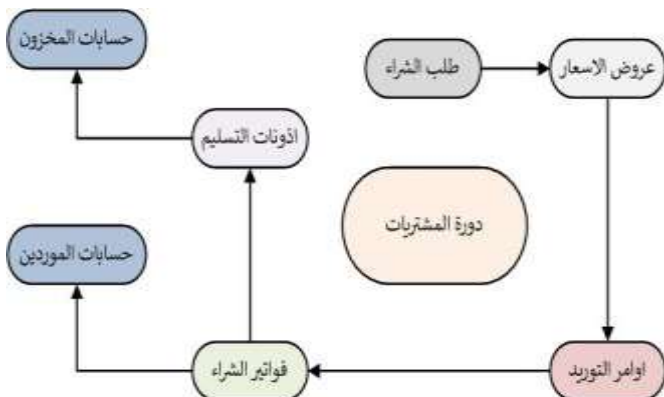 حسابات المخزون
طلب الشراء
عروض الاسعار
اذونات التسليم
دورة المشتريات
حسابات الموردين
فواتير الشراء
اوامر التوريد